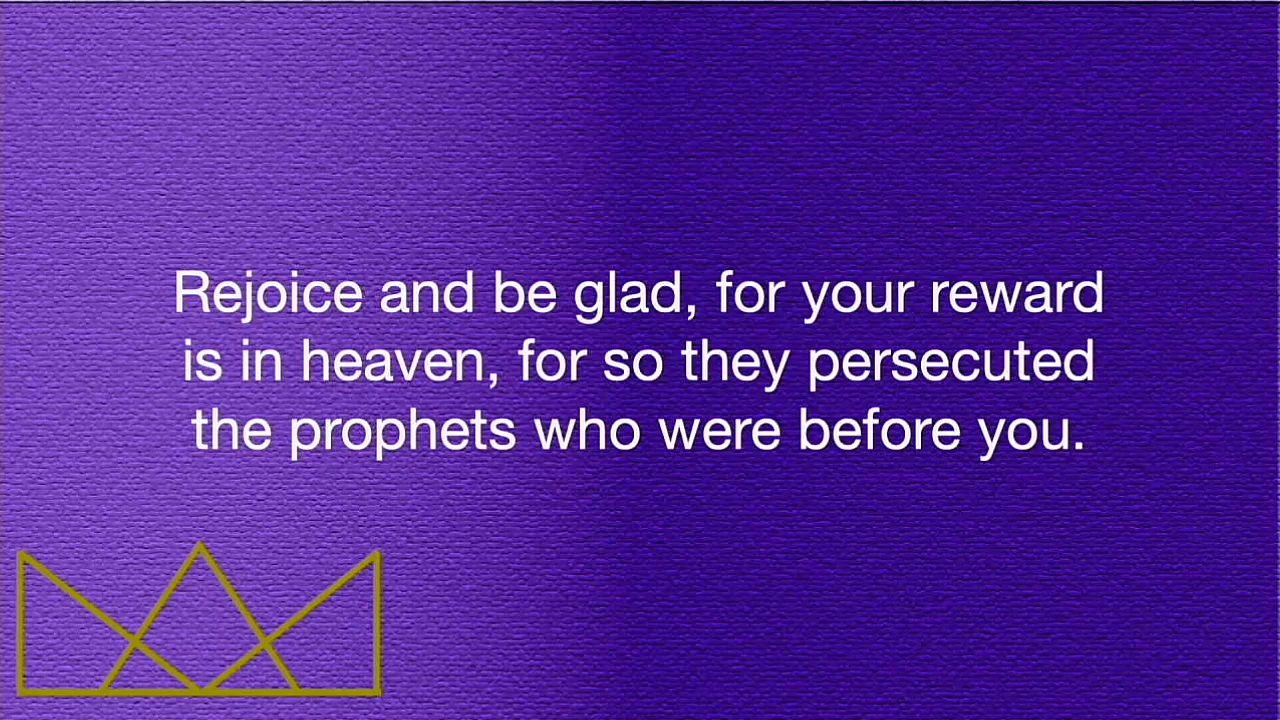 Rejoice and be glad, for your reward
is in heaven, for so they persecuted
the prophets who were before you.